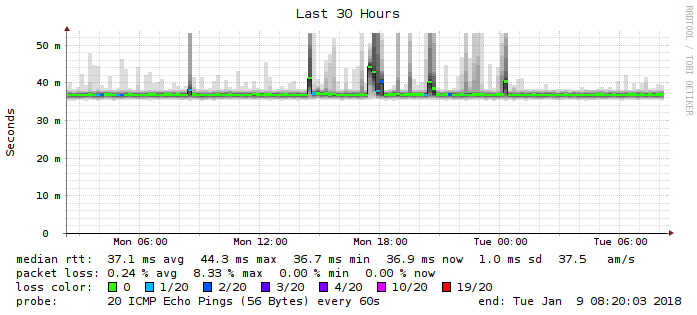 Last 30 Hours
RRDTOOL / TOBI OETIKER
Seconds
50 m
40 m
30 m
20 m
10 m
0
Mon 06:00 Mon 12:00 Mon 18:00 Tue 00:00 Tue 06:00
median rtt: 37.1 ms avg 44.3 ms max 36.7 ms min 36.9 ms now 1.0 ms sd 37.5 am/s
packet loss: 0.24 % avg 8.33 % max 0.00 % min 0.00 % now
loss color: 0 1/20 2/20 3/20 4/20 10/20 19/20
probe: 20 ICMP Echo Pings (56 Bytes) every 60s end: Tue Jan 9 08:20:03 2018